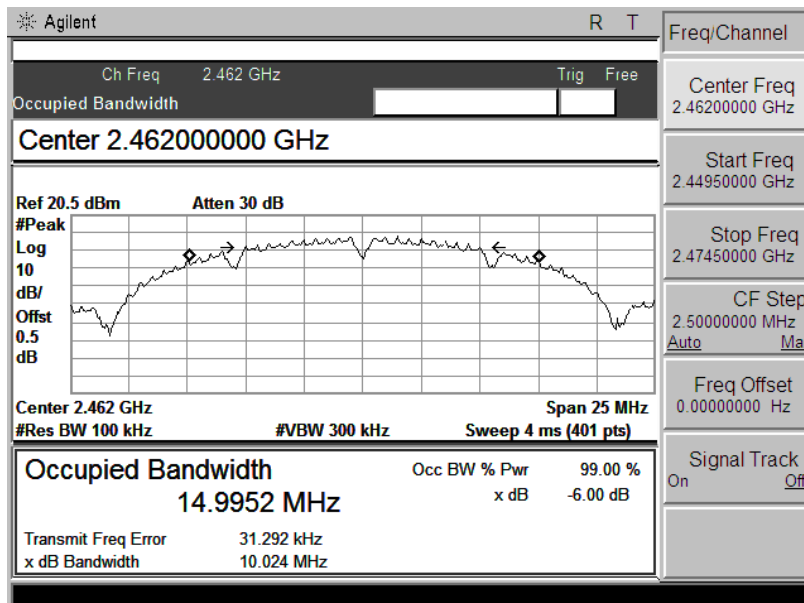 Agilent R T
Ch Freq 2.462 GHz Trig Free
Occupied Bandwidth
Center 2.462000000 GHz
Ref 20.5 dBm Atten 30 dB
#Peak
Log
10
dB/
Offst
0.5
dB
Center 2.462 GHz Span 25 MHz
#Res BW 100 kHz #VBW 300 kHz Sweep 4 ms (401 pts)
Occupied Bandwidth
14.9952 MHz
Occ BW % Pwr 99.00 %
x dB -6.00 dB
Transmit Freq Error 31.292 kHz
x dB Bandwidth 10.024 MHz
Freq/Channel
Center Freq
2.46200000 GHz
Start Freq
2.44950000 GHz
Stop Freq
2.47450000 GHz
CF Step
2.50000000 MHz
Auto Ma
Freq Offset
0.00000000 Hz
Signal Track
On Off